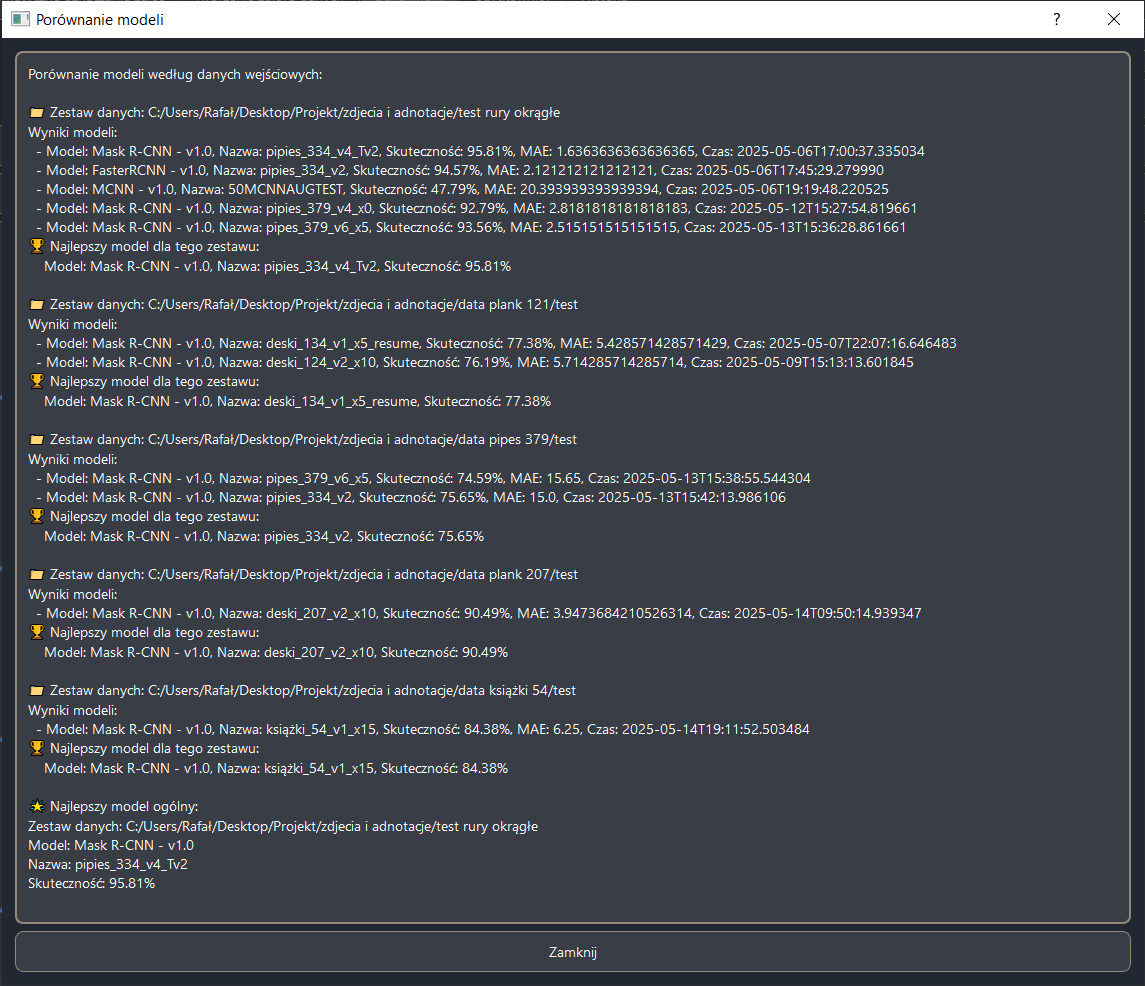 Porównanie modeli
?
Porównanie modeli według danych wejściowych:
Zestaw danych: C:/Users/Rafał/Desktop/Projekt/zdjecia i adnotacje/test rury okrągłe
Wyniki modeli:
- Model: Mask R-CNN - v1.0, Nazwa: pipies_334_v4_Tv2, Skuteczność: 95.81%, MAE: 1.6363636363636365, Czas: 2025-05-06T17:00:37.335034
- Model: FasterRCNN - v1.0, Nazwa: pipies_334_v2, Skuteczność: 94.57%, MAE: 2.121212121212121, Czas: 2025-05-06T17:45:29.279990
- Model: MCNN - v1.0, Nazwa: 50MCNNAUGTEST, Skuteczność: 47.79%, MAE: 20.393939393939394, Czas: 2025-05-06T19:19:48.220525
- Model: Mask R-CNN - v1.0, Nazwa: pipies_379_v4_x0, Skuteczność: 92.79%, MAE: 2.8181818181818183, Czas: 2025-05-12T15:27:54.819661
- Model: Mask R-CNN - v1.0, Nazwa: pipes_379_v6_x5, Skuteczność: 93.56%, MAE: 2.515151515151515, Czas: 2025-05-13T15:36:28.861661
🏆 Najlepszy model dla tego zestawu:
Model: Mask R-CNN - v1.0, Nazwa: pipies_334_v4_Tv2, Skuteczność: 95.81%
Zestaw danych: C:/Users/Rafał/Desktop/Projekt/zdjecia i adnotacje/data plank 121/test
Wyniki modeli:
- Model: Mask R-CNN - v1.0, Nazwa: deski_134_v1_x5_resume, Skuteczność: 77.38%, MAE: 5.428571428571429, Czas: 2025-05-07T22:07:16.646483
- Model: Mask R-CNN - v1.0, Nazwa: deski_124_v2_x10, Skuteczność: 76.19%, MAE: 5.714285714285714, Czas: 2025-05-09T15:13:13.601845
🏆 Najlepszy model dla tego zestawu:
Model: Mask R-CNN - v1.0, Nazwa: deski_134_v1_x5_resume, Skuteczność: 77.38%
Zestaw danych: C:/Users/Rafał/Desktop/Projekt/zdjecia i adnotacje/data pipes 379/test
Wyniki modeli:
- Model: Mask R-CNN - v1.0, Nazwa: pipes_379_v6_x5, Skuteczność: 74.59%, MAE: 15.65, Czas: 2025-05-13T15:38:55.544304
- Model: Mask R-CNN - v1.0, Nazwa: pipies_334_v2, Skuteczność: 75.65%, MAE: 15.0, Czas: 2025-05-13T15:42:13.986106
🏆 Najlepszy model dla tego zestawu:
Model: Mask R-CNN - v1.0, Nazwa: pipies_334_v2, Skuteczność: 75.65%
Zestaw danych: C:/Users/Rafał/Desktop/Projekt/zdjecia i adnotacje/data plank 207/test
Wyniki modeli:
- Model: Mask R-CNN - v1.0, Nazwa: deski_207_v2_x10, Skuteczność: 90.49%, MAE: 3.9473684210526314, Czas: 2025-05-14T09:50:14.939347
🏆 Najlepszy model dla tego zestawu:
Model: Mask R-CNN - v1.0, Nazwa: deski_207_v2_x10, Skuteczność: 90.49%
Zestaw danych: C:/Users/Rafał/Desktop/Projekt/zdjecia i adnotacje/data książki 54/test
Wyniki modeli:
- Model: Mask R-CNN - v1.0, Nazwa: książki_54_v1_x15, Skuteczność: 84.38%, MAE: 6.25, Czas: 2025-05-14T19:11:52.503484
🏆 Najlepszy model dla tego zestawu:
Model: Mask R-CNN - v1.0, Nazwa: książki_54_v1_x15, Skuteczność: 84.38%
Najlepszy model ogólny:
Zestaw danych: C:/Users/Rafał/Desktop/Projekt/zdjecia i adnotacje/test rury okrągłe
Model: Mask R-CNN - v1.0
Nazwa: pipies_334_v4_Tv2
Skuteczność: 95.81%
Zamknij